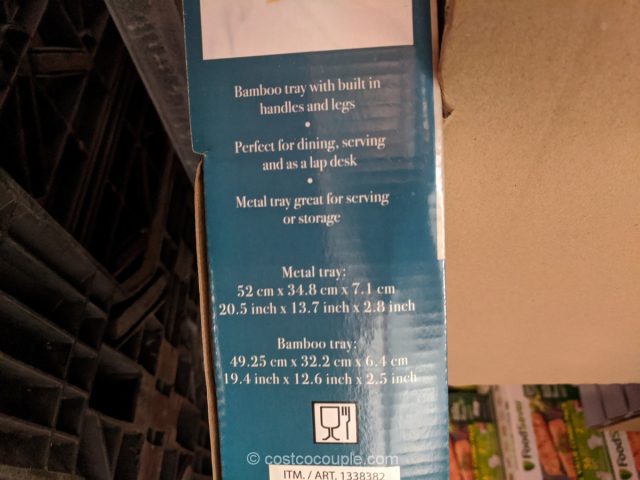 Bamboo tray with built in
handles and legs
•
Perfect for dining, serving
and as a lap desk
•
Metal tray great for serving
or storage
Metal tray:
52 cm x 34.8 cm x 7.1 cm
20.5 inch x 13.7 inch x 2.8 inch
Bamboo tray:
49.25 cm x 32.2 cm x 6.4 cm
19.4 inch x 12.6 inch x 2.5 inch
© costcocouple.com
ITM. / ART. 1338382
FoodSaver
FoodSa